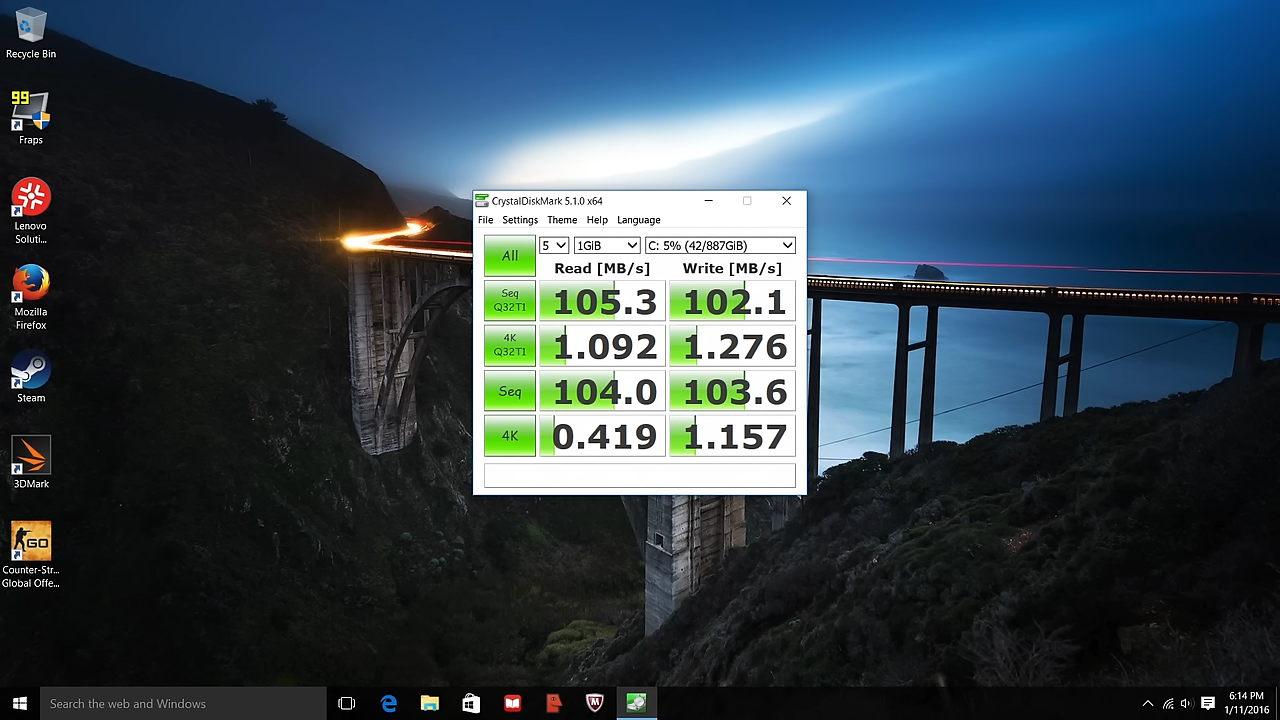 Recycle Bin
99
Fraps
Lenovo
Soluti...
Mozilla
Firefox
Steam
3DMark
GO
Counter-Str...
Global Offe...
CrystalDiskMark 5.1.0 x64
File Settings Theme Help Language
All 5 1GiB C: 5% (42/887GiB)
Read [MB/s] Write [MB/s]
Seq
Q32T1 105.3 102.1
4K
Q32T1 1.092 1.276
Seq 104.0 103.6
4K 0.419 1.157
Search the web and Windows
6:14 PM
1/11/2016